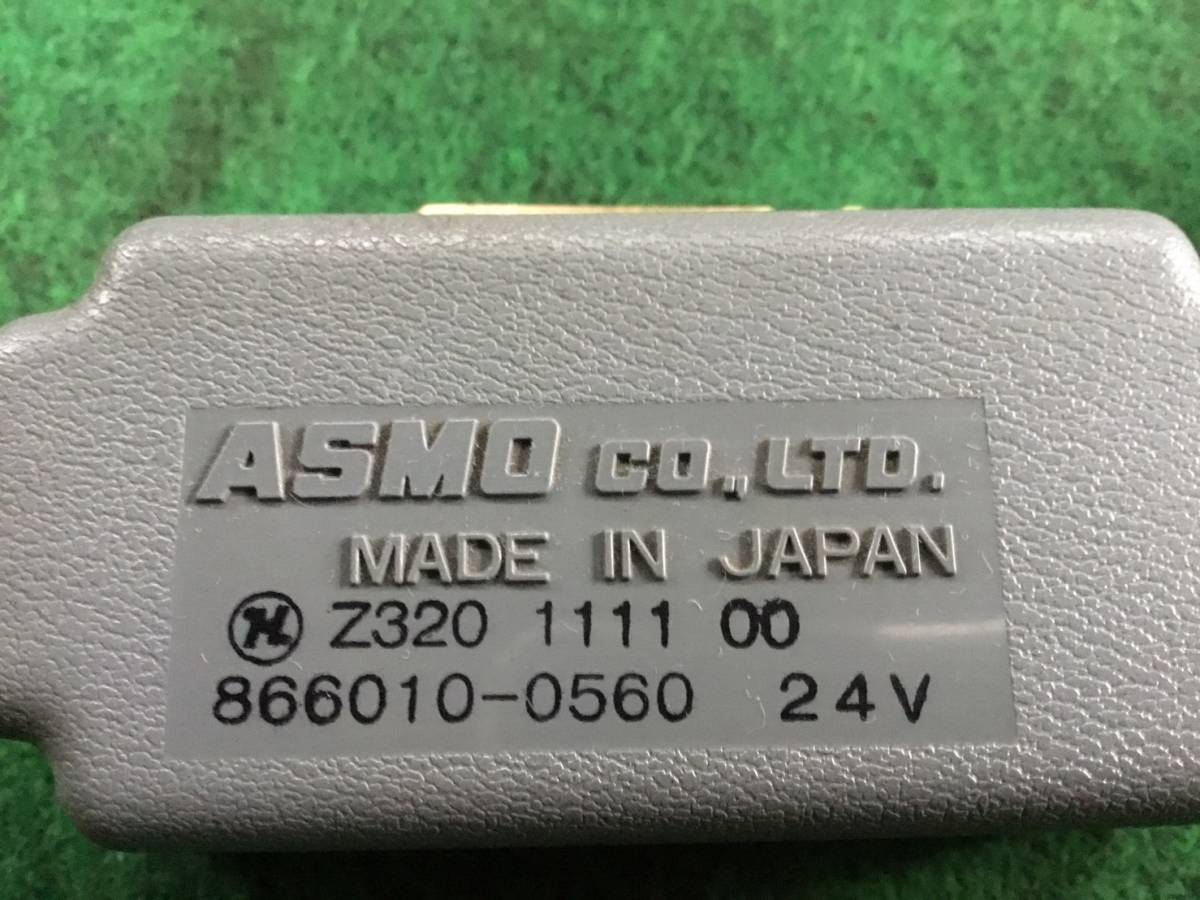 ASMO CO., LTD.
MADE IN JAPAN
H Z320 1111 00
866010-0560 24V